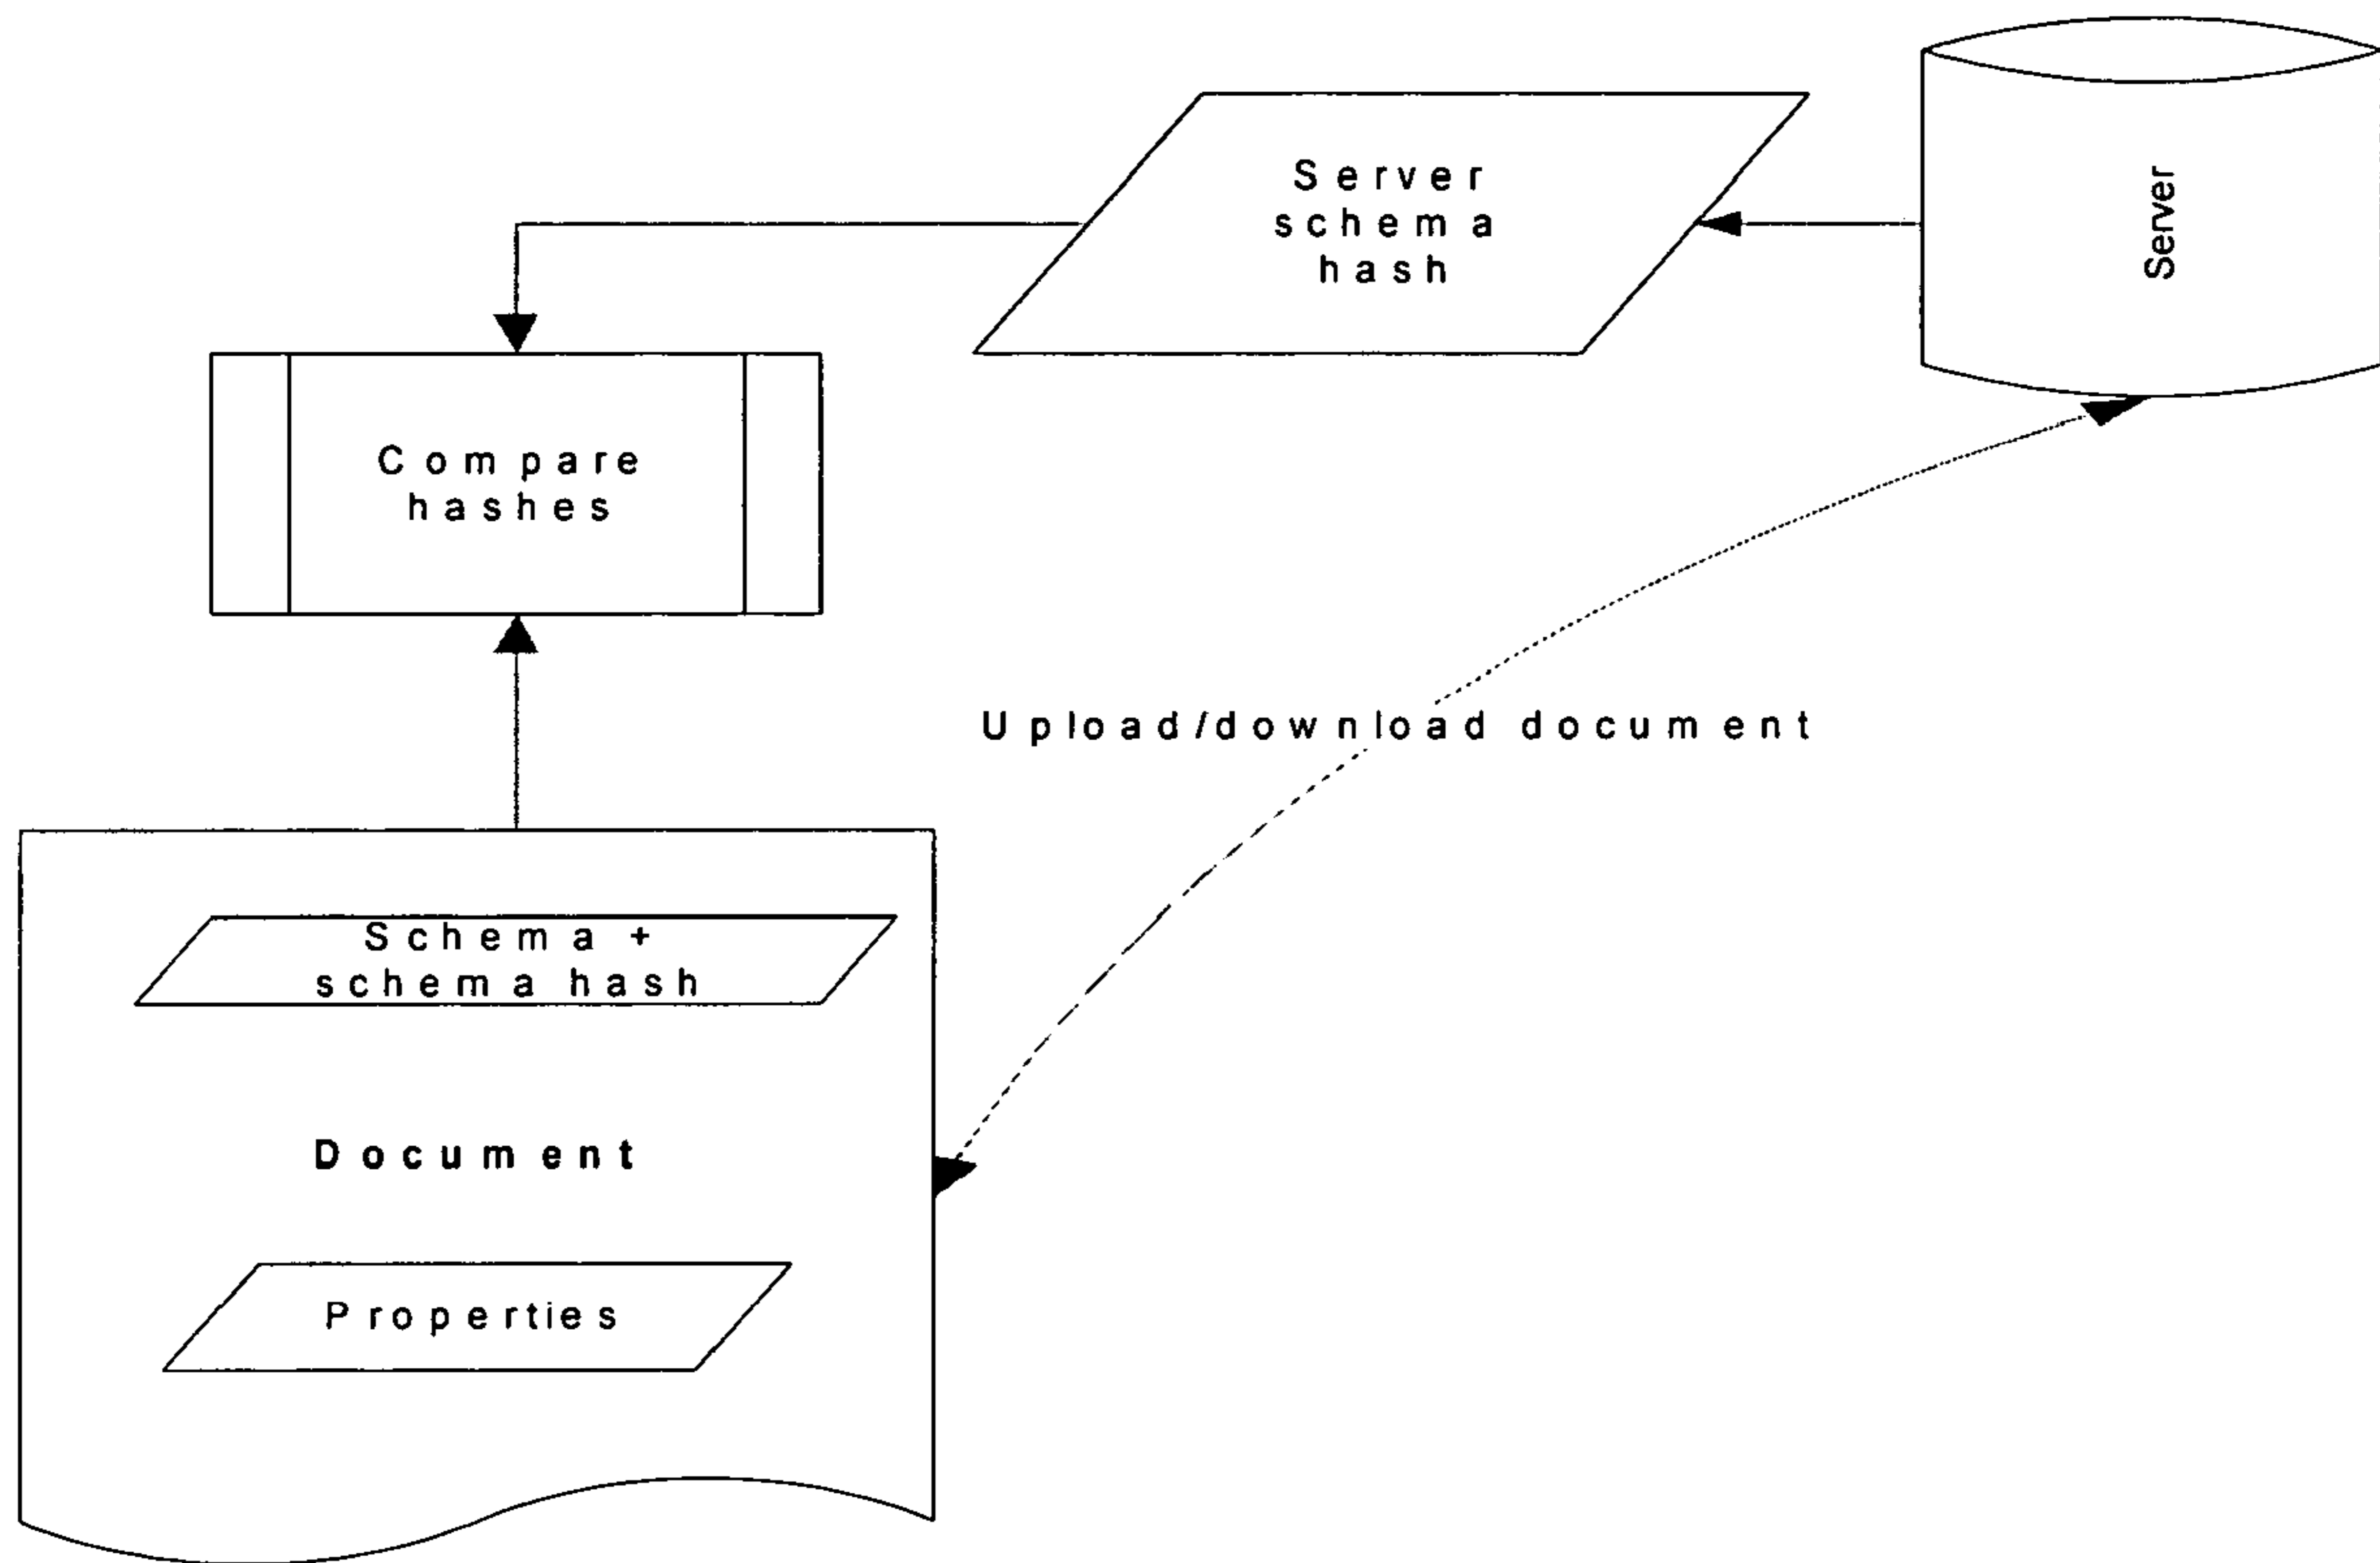 Server
schema
hash
Server
Compare
hashes
Upload/download document
Schema +
schema hash
Document
Properties